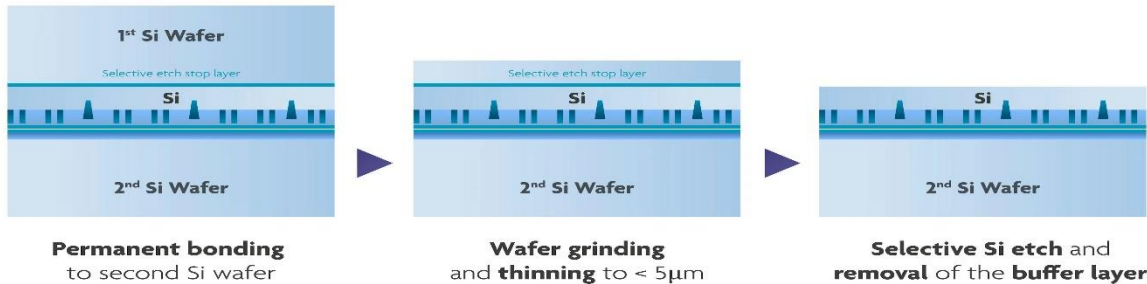 1st Si Wafer
Selective etch stop layer
Si
2nd Si Wafer
Permanent bonding
to second Si wafer
Selective etch stop layer
Si
2nd Si Wafer
Wafer grinding
and thinning to < 5μm
Si
2nd Si Wafer
Selective Si etch and
removal of the buffer layer